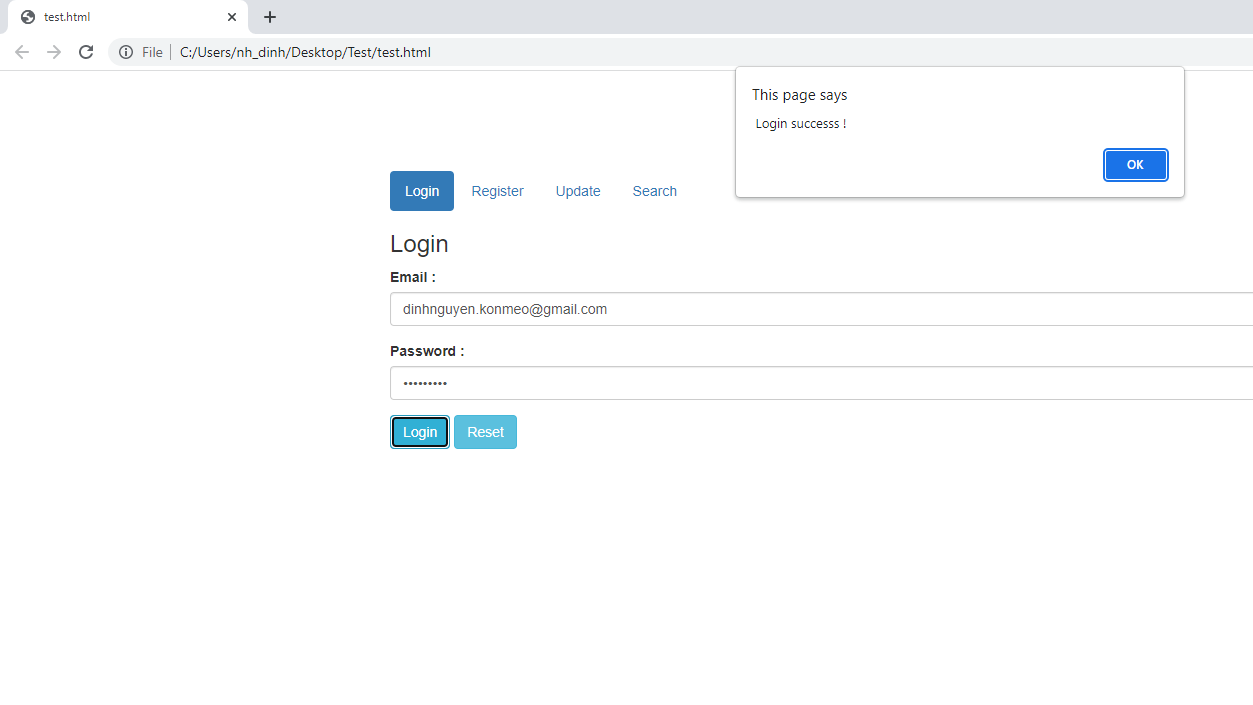 test.html
File C:/Users/nh_dinh/Desktop/Test/test.html
This page says
Login successs !
OK
Login Register Update Search
Login
Email :
dinhnguyen.konmeo@gmail.com
Password :
•••••••••
Login Reset